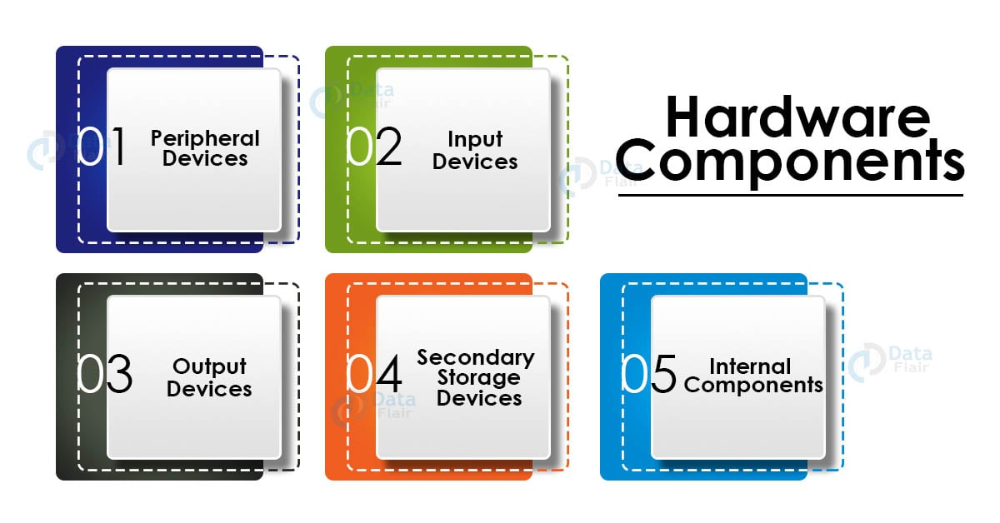 Hardware
Components
01
Peripheral
Devices
02
Input
Devices
03
Output
Devices
04
Secondary
Storage
Devices
05
Internal
Components
Data
Flair
Data
Flair
Data
Flair
Data
Flair
Data
Flair